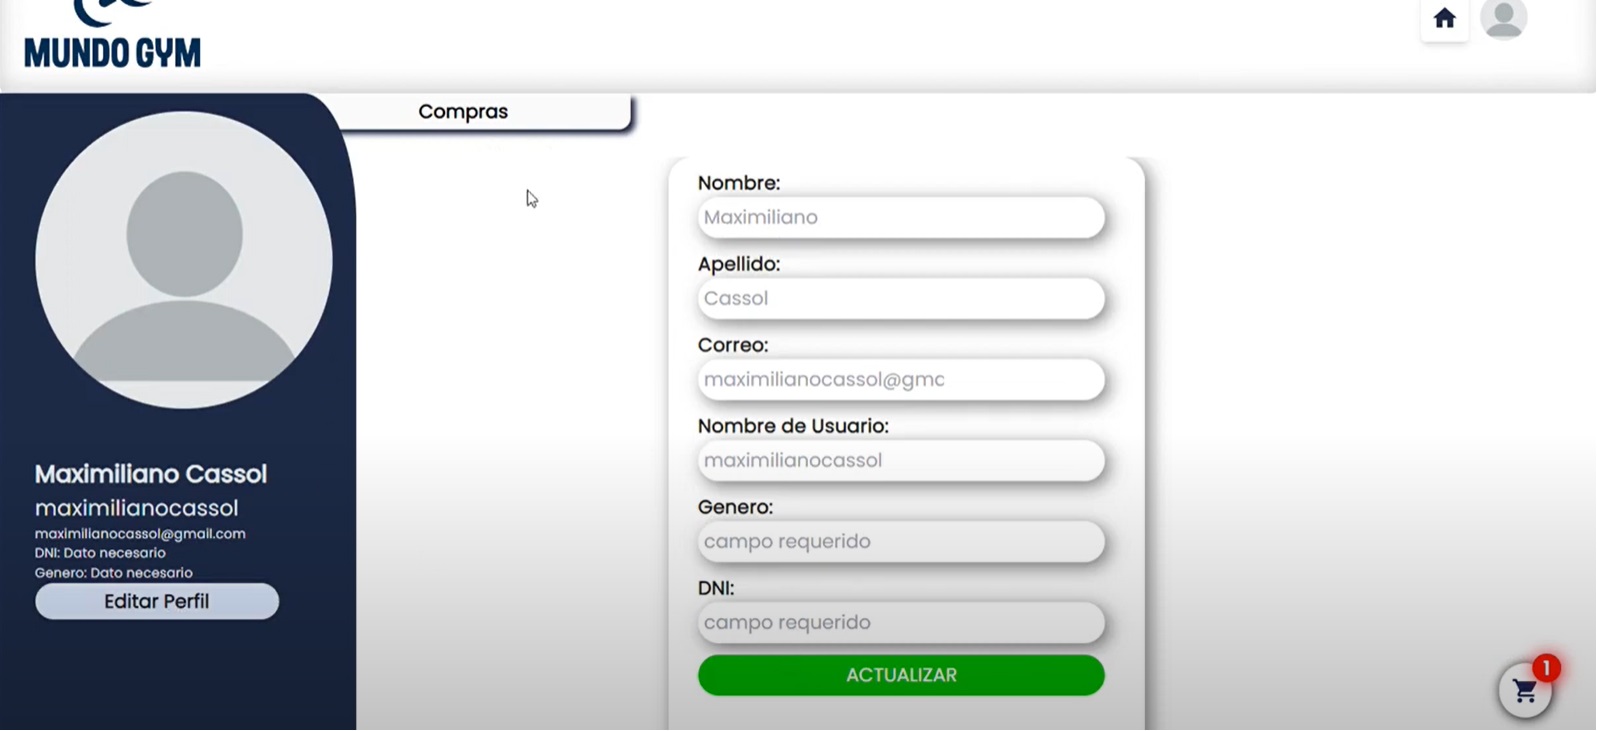 MUNDO GYM
Compras
Nombre:
Maximiliano
Apellido:
Cassol
Correo:
maximilianocassol@gmc
Nombre de Usuario:
maximilianocassol
Genero:
campo requerido
DNI:
campo requerido
ACTUALIZAR
Maximiliano Cassol
maximilianocassol
maximilianocassol@gmail.com
DNI: Dato necesario
Genero: Dato necesario
Editar Perfil
1